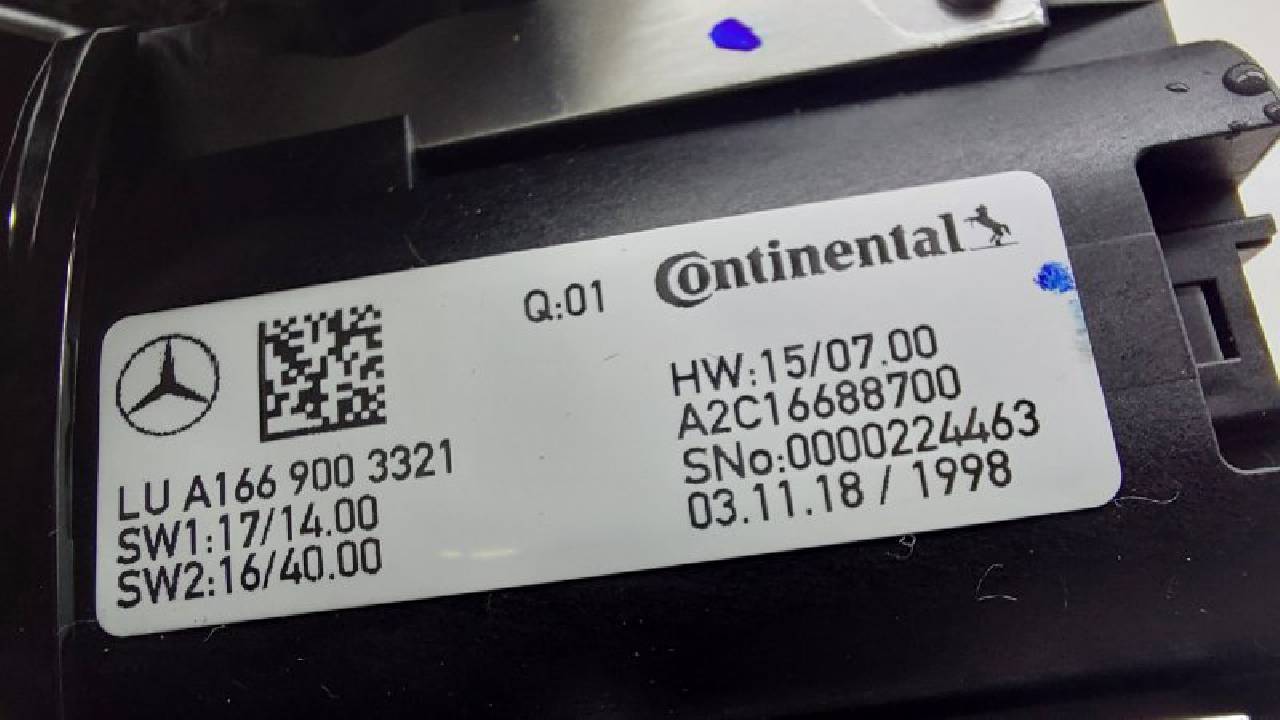 Q:01
Continental
LU A166 900 3321
SW1:17/14.00
SW2:16/40.00
HW:15/07.00
A2C16688700
SNo:0000224463
03.11.18 / 1998